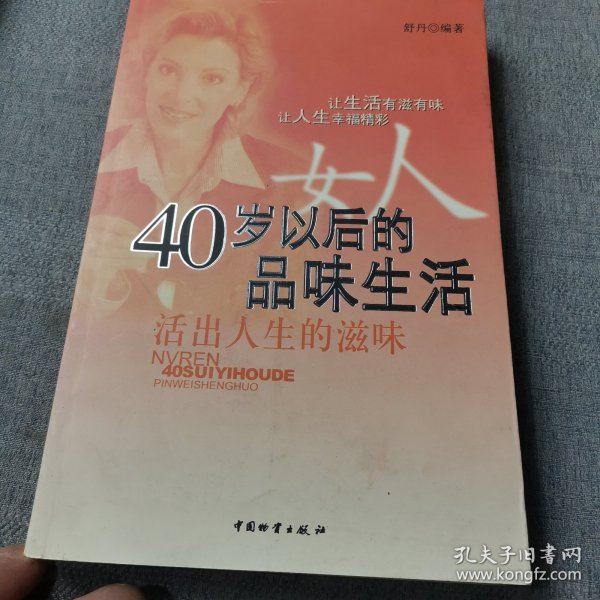 舒丹◎编著
让生活有滋有味
让人生幸福精彩
女人
40岁以后的
品味生活
活出人生的滋味
NVREN
40SUIYIHOUDE
PINWEISHENGHUO
中国物资出版社
孔夫子旧书网
www.kongfz.com